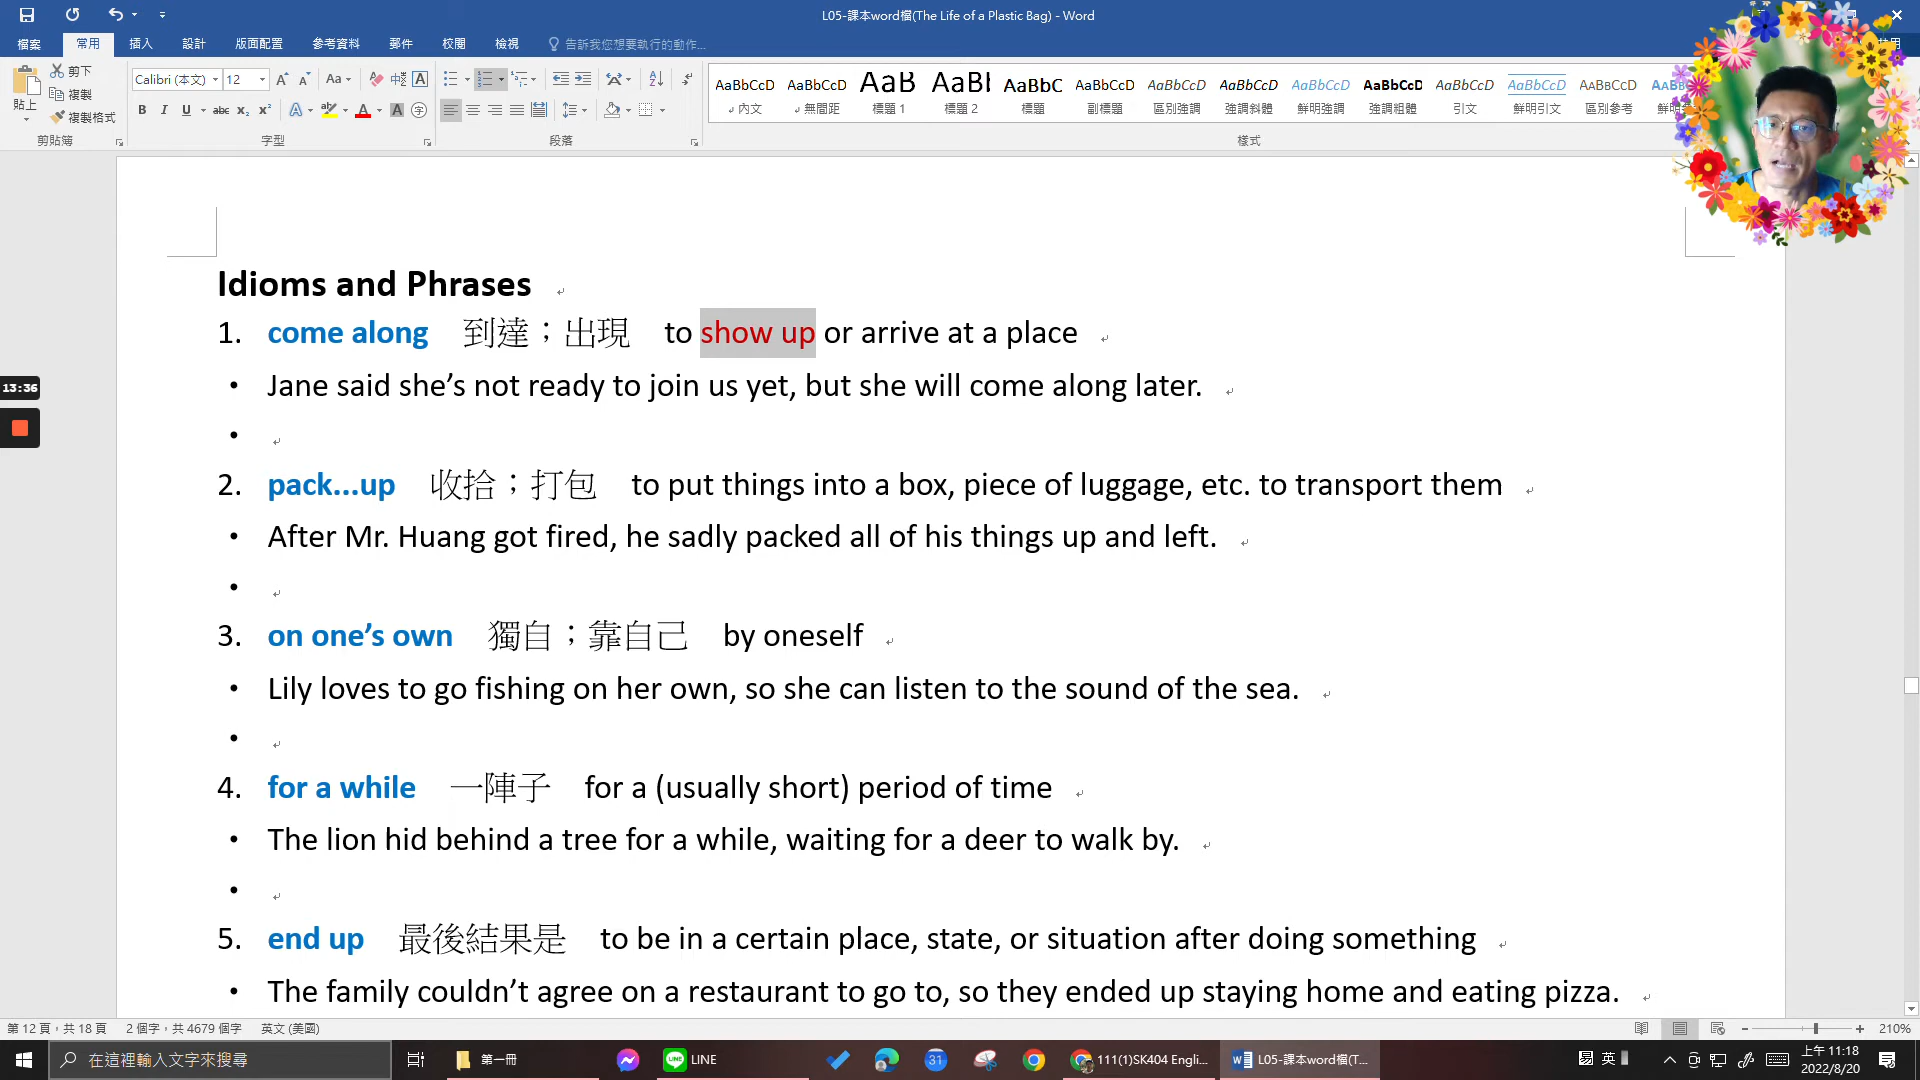 L05-課本word檔(The Life of a Plastic Bag) - Word
檔案 常用 插入 設計 版面配置 參考資料 郵件 校閱 檢視 告訴我您想要執行的動作...
Calibri (本文) 12
剪下
複製
複製格式
貼上
剪貼簿 字型 段落 樣式
AaBbCcD AaBbCcD AaB AaBl AaBbC AaBbCcD AaBbCcD AaBbCcD AaBbCcD AaBbCcD AaBbCcD AaBbCcD AaBbCcD
內文 無間距 標題 1 標題 2 標題 副標題 區別強調 強調斜體 鮮明強調 強調粗體 引文 鮮明引文 區別參考
13:36
Idioms and Phrases
1. come along 到達；出現 to show up or arrive at a place
• Jane said she’s not ready to join us yet, but she will come along later.
•
2. pack...up 收拾；打包 to put things into a box, piece of luggage, etc. to transport them
• After Mr. Huang got fired, he sadly packed all of his things up and left.
•
3. on one’s own 獨自；靠自己 by oneself
• Lily loves to go fishing on her own, so she can listen to the sound of the sea.
•
4. for a while 一陣子 for a (usually short) period of time
• The lion hid behind a tree for a while, waiting for a deer to walk by.
•
5. end up 最後結果是 to be in a certain place, state, or situation after doing something
• The family couldn’t agree on a restaurant to go to, so they ended up staying home and eating pizza.
第 12 頁，共 18 頁 2 個字，共 4679 個字 英文 (美國) 210%
在這裡輸入文字來搜尋 第一冊 LINE 31 111(1)SK404 Engli... L05-課本word檔(T... 英 上午 11:18
2022/8/20